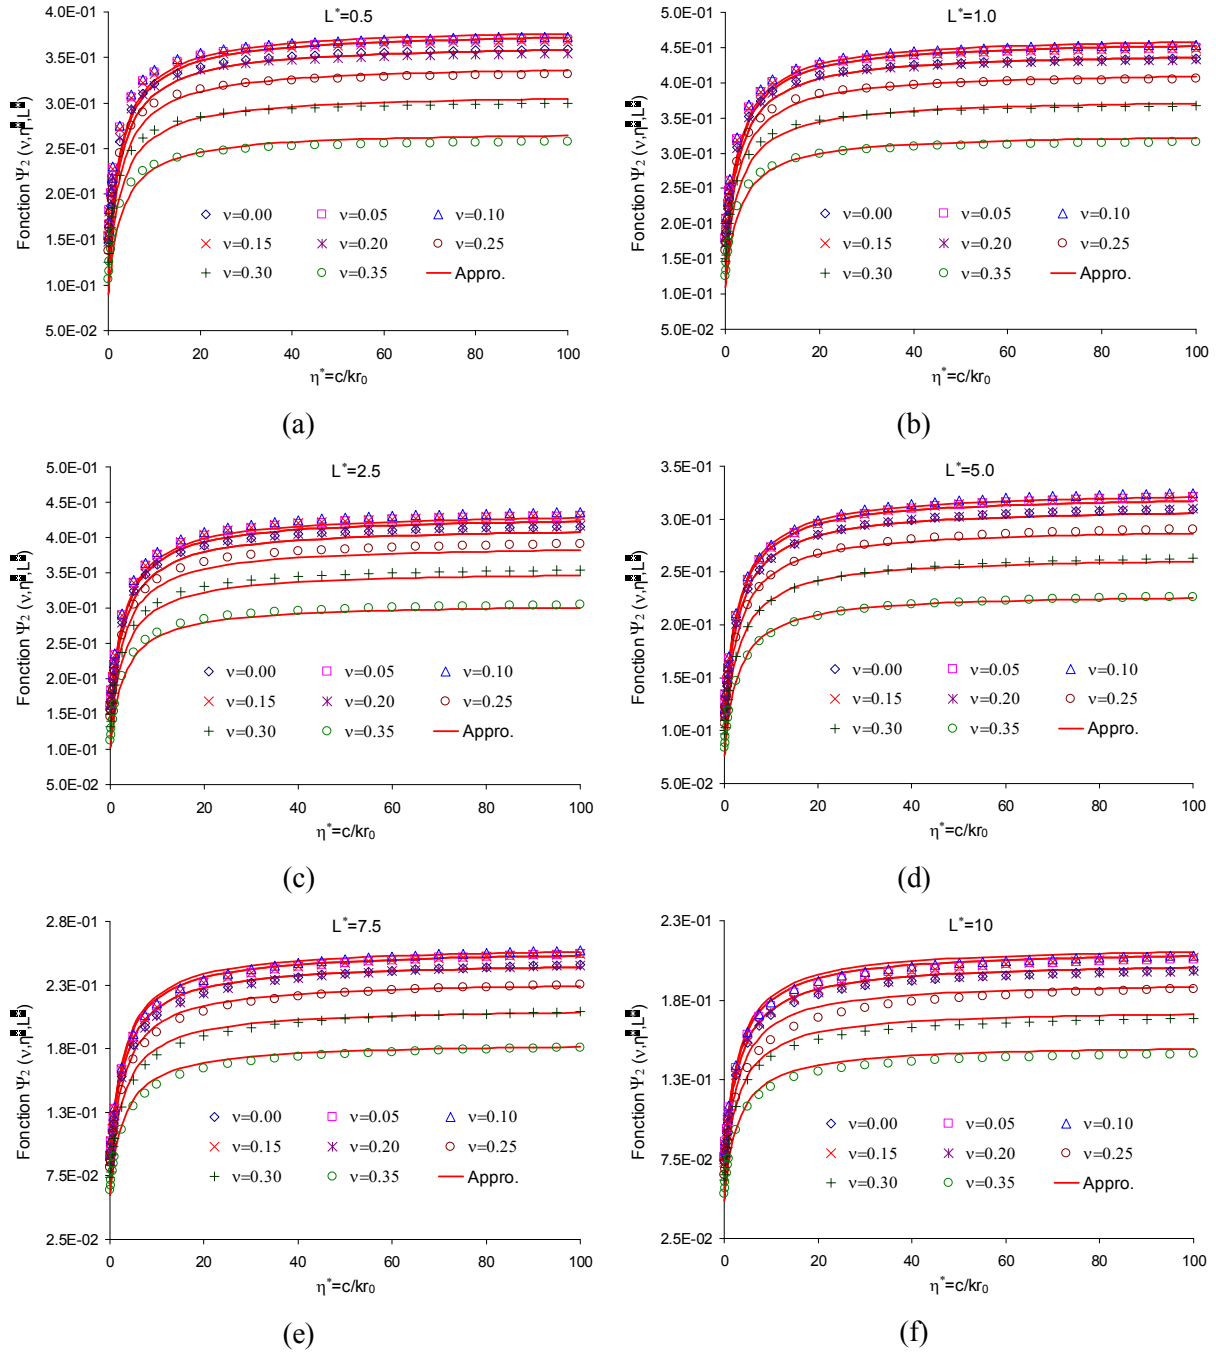 L*=0.5
Fonction Ψ₂ (ν,η*,L*)
4.0E-01
3.5E-01
3.0E-01
2.5E-01
2.0E-01
1.5E-01
1.0E-01
5.0E-02
ν=0.00 ν=0.05 ν=0.10
ν=0.15 ν=0.20 ν=0.25
ν=0.30 ν=0.35 Appro.
0 20 40 60 80 100
η*=c/kr₀
(a)
L*=1.0
Fonction Ψ₂ (ν,η*,L*)
5.0E-01
4.5E-01
4.0E-01
3.5E-01
3.0E-01
2.5E-01
2.0E-01
1.5E-01
1.0E-01
5.0E-02
ν=0.00 ν=0.05 ν=0.10
ν=0.15 ν=0.20 ν=0.25
ν=0.30 ν=0.35 Appro.
0 20 40 60 80 100
η*=c/kr₀
(b)
L*=2.5
Fonction Ψ₂ (ν,η*,L*)
5.0E-01
4.5E-01
4.0E-01
3.5E-01
3.0E-01
2.5E-01
2.0E-01
1.5E-01
1.0E-01
5.0E-02
ν=0.00 ν=0.05 ν=0.10
ν=0.15 ν=0.20 ν=0.25
ν=0.30 ν=0.35 Appro.
0 20 40 60 80 100
η*=c/kr₀
(c)
L*=5.0
Fonction Ψ₂ (ν,η*,L*)
3.5E-01
3.0E-01
2.5E-01
2.0E-01
1.5E-01
1.0E-01
5.0E-02
ν=0.00 ν=0.05 ν=0.10
ν=0.15 ν=0.20 ν=0.25
ν=0.30 ν=0.35 Appro.
0 20 40 60 80 100
η*=c/kr₀
(d)
L*=7.5
Fonction Ψ₂ (ν,η*,L*)
2.8E-01
2.3E-01
1.8E-01
1.3E-01
7.5E-02
2.5E-02
ν=0.00 ν=0.05 ν=0.10
ν=0.15 ν=0.20 ν=0.25
ν=0.30 ν=0.35 Appro.
0 20 40 60 80 100
η*=c/kr₀
(e)
L*=10
Fonction Ψ₂ (ν,η*,L*)
2.3E-01
1.8E-01
1.3E-01
7.5E-02
2.5E-02
ν=0.00 ν=0.05 ν=0.10
ν=0.15 ν=0.20 ν=0.25
ν=0.30 ν=0.35 Appro.
0 20 40 60 80 100
η*=c/kr₀
(f)